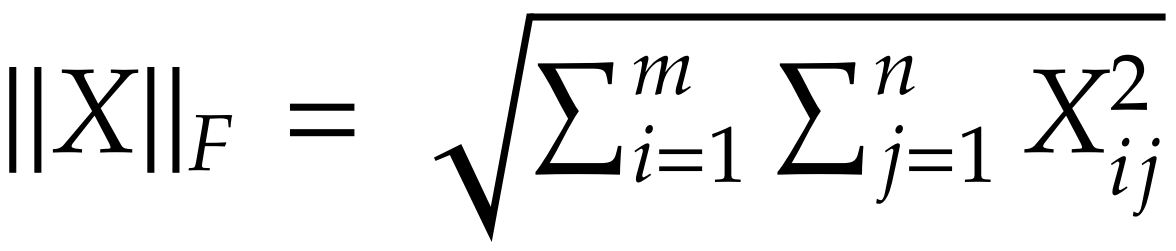 ‖X‖_F = √(∑_{i=1}^{m} ∑_{j=1}^{n} X_{ij}^{2})